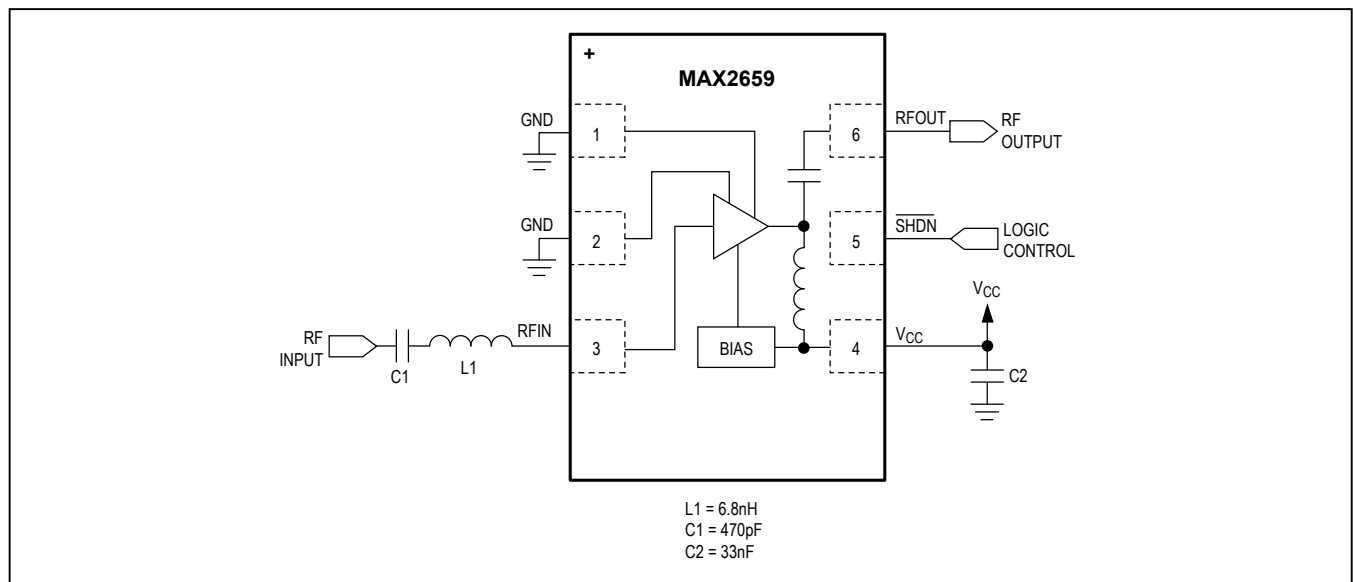 +
MAX2659
GND
1
6
RFOUT
RF
OUTPUT
GND
2
5
SHDN
LOGIC
CONTROL
VCC
RF
INPUT
C1
L1
RFIN
3
BIAS
4
VCC
C2
L1 = 6.8nH
C1 = 470pF
C2 = 33nF